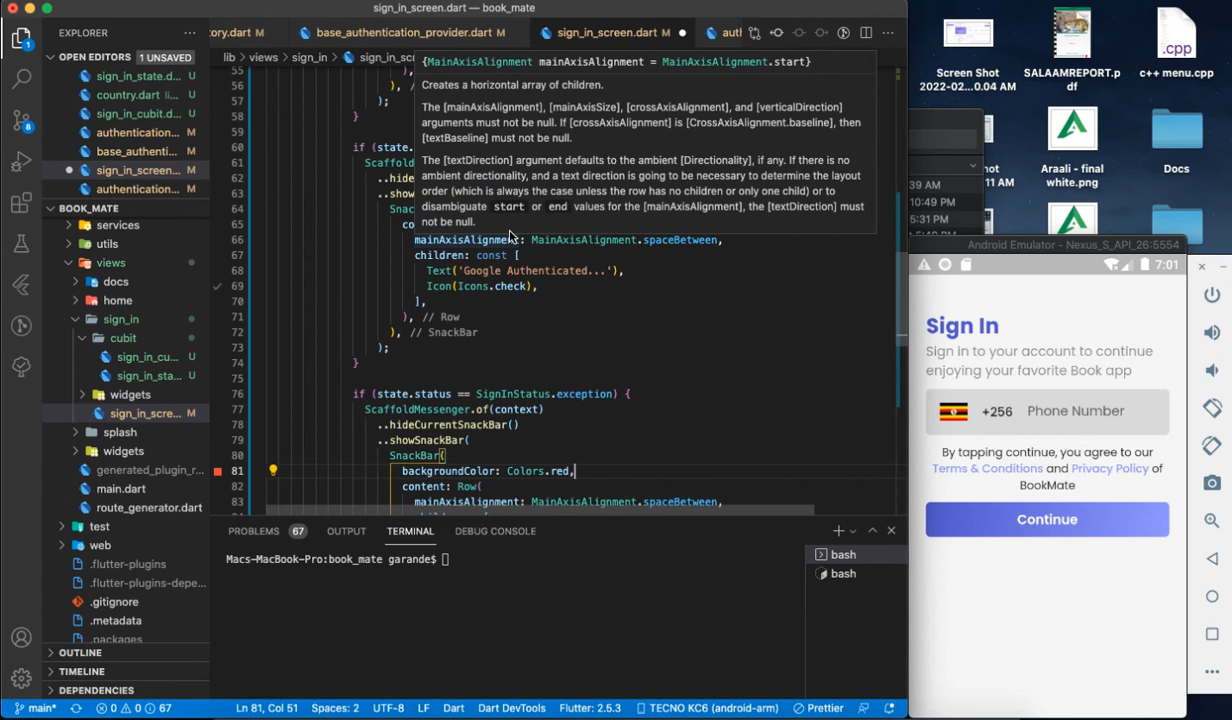 sign_in_screen.dart — book_mate
EXPLORER
tory.dart
base_authentication_provider.dart M
sign_in_screen.dart M
autl
OPEN EDITORS
1 UNSAVED
sign_in_state.d... U
country.dart U
sign_in_cubit.d... U
authentication... M
base_authenti... M
sign_in_screen... M
authentication... M
BOOK_MATE
services
utils
views
docs
home
sign_in
cubit
sign_in_cu... U
sign_in_sta... U
widgets
sign_in_scre... M
splash
widgets
generated_plugin_r...
main.dart
route_generator.dart
test
web
.flutter-plugins
.flutter-plugins-depe...
.gitignore
.metadata
.packages
OUTLINE
TIMELINE
DEPENDENCIES
lib > views > sign_in > sign_in_sc
{MainAxisAlignment mainAxisAlignment = MainAxisAlignment.start}
Creates a horizontal array of children.
The [mainAxisAlignment], [mainAxisSize], [crossAxisAlignment], and [verticalDirection]
arguments must not be null. If [crossAxisAlignment] is [CrossAxisAlignment.baseline], then
[textBaseline] must not be null.
The [textDirection] argument defaults to the ambient [Directionality], if any. If there is no
ambient directionality, and a text direction is going to be necessary to determine the layout
order (which is always the case unless the row has no children or only one child) or to
disambiguate start or end values for the [mainAxisAlignment], the [textDirection] must
not be null.
55 ),
56 ), //
57 );
58 }
59
60 if (state.
61 Scaffold
62 ..hide
63 ..show
64 Snac
65 co
66 mainAxisAlignment: MainAxisAlignment.spaceBetween,
67 children: const [
68 Text('Google Authenticated...'),
69 Icon(Icons.check),
70 ],
71 ), // Row
72 ), // SnackBar
73 );
74 }
75
76 if (state.status == SignInStatus.exception) {
77 ScaffoldMessenger.of(context)
78 ..hideCurrentSnackBar()
79 ..showSnackBar(
80 SnackBar(
81 backgroundColor: Colors.red,
82 content: Row(
83 mainAxisAlignment: MainAxisAlignment.spaceBetween,
PROBLEMS 67 OUTPUT TERMINAL DEBUG CONSOLE
Macs-MacBook-Pro:book_mate garande$
bash
bash
main* 0 0 67 Ln 81, Col 51 Spaces: 2 UTF-8 LF Dart Dart DevTools Flutter: 2.5.3 TECNO KC6 (android-arm) Prettier
1
8
Screen Shot
2022-02...0.04 AM
SALAAMREPORT.p
df
.cpp
c++ menu.cpp
Araali - final
white.png
Docs
39 AM
10:49 PM
5:31 PM
Android Emulator - Nexus_S_API_26:5554
7:01
Sign In
Sign in to your account to continue
enjoying your favorite Book app
+256 Phone Number
By tapping continue, you agree to our
Terms & Conditions and Privacy Policy of
BookMate
Continue